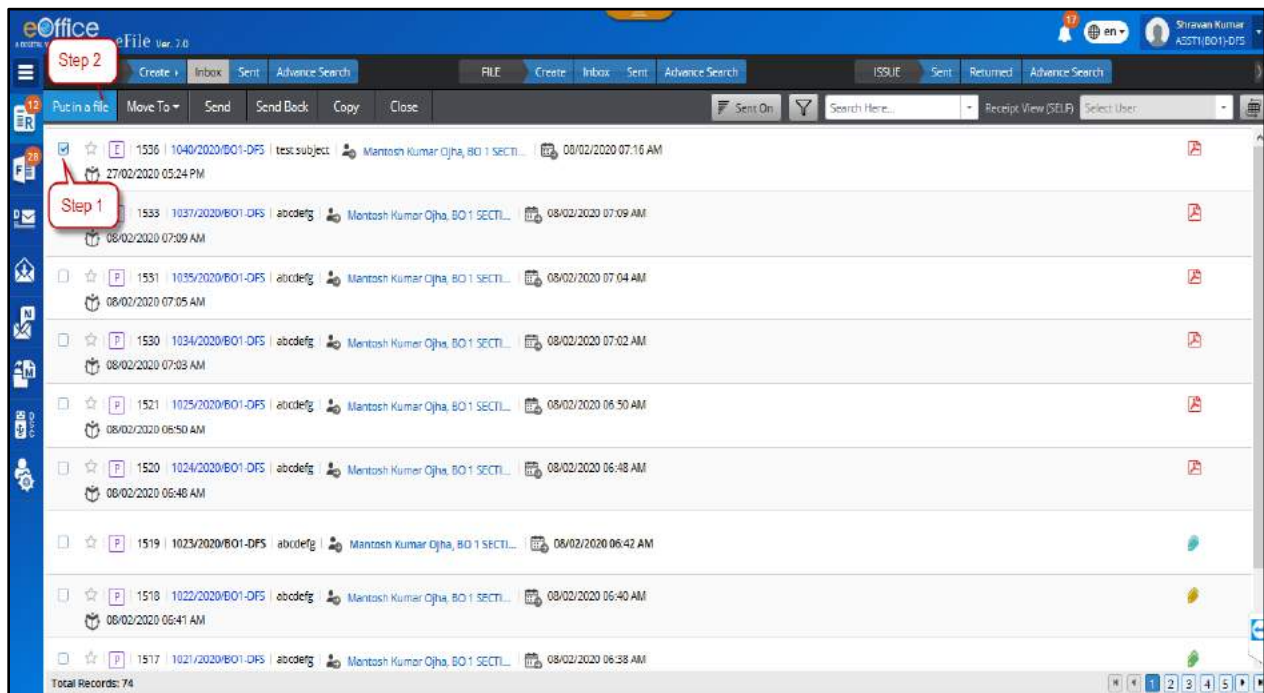 eOffice
eFile Ver. 7.0
17
en
Shravan Kumar
ASST1(BO1)-DFS
Step 2
Create Inbox Sent Advance Search FILE Create Inbox Sent Advance Search ISSUE Sent Returned Advance Search
Put in a file Move To Send Send Back Copy Close Sent On Search Here... Receipt View (SELF) Select User
12
R
28
F
E 1536 1040/2020/BO1-DFS test subject Mantosh Kumar Ojha, BO 1 SECTI... 08/02/2020 07:16 AM
27/02/2020 05:24 PM
Step 1
1533 1037/2020/BO1-DFS abcdefg Mantosh Kumar Ojha, BO 1 SECTI... 08/02/2020 07:09 AM
08/02/2020 07:09 AM
P 1531 1035/2020/BO1-DFS abcdefg Mantosh Kumar Ojha, BO 1 SECTI... 08/02/2020 07:04 AM
08/02/2020 07:05 AM
P 1530 1034/2020/BO1-DFS abcdefg Mantosh Kumar Ojha, BO 1 SECTI... 08/02/2020 07:02 AM
08/02/2020 07:03 AM
P 1521 1025/2020/BO1-DFS abcdefg Mantosh Kumar Ojha, BO 1 SECTI... 08/02/2020 06:50 AM
08/02/2020 06:50 AM
P 1520 1024/2020/BO1-DFS abcdefg Mantosh Kumar Ojha, BO 1 SECTI... 08/02/2020 06:48 AM
08/02/2020 06:48 AM
P 1519 1023/2020/BO1-DFS abcdefg Mantosh Kumar Ojha, BO 1 SECTI... 08/02/2020 06:42 AM
P 1518 1022/2020/BO1-DFS abcdefg Mantosh Kumar Ojha, BO 1 SECTI... 08/02/2020 06:40 AM
08/02/2020 06:41 AM
P 1517 1021/2020/BO1-DFS abcdefg Mantosh Kumar Ojha, BO 1 SECTI... 08/02/2020 06:38 AM
Total Records: 74 1 2 3 4 5